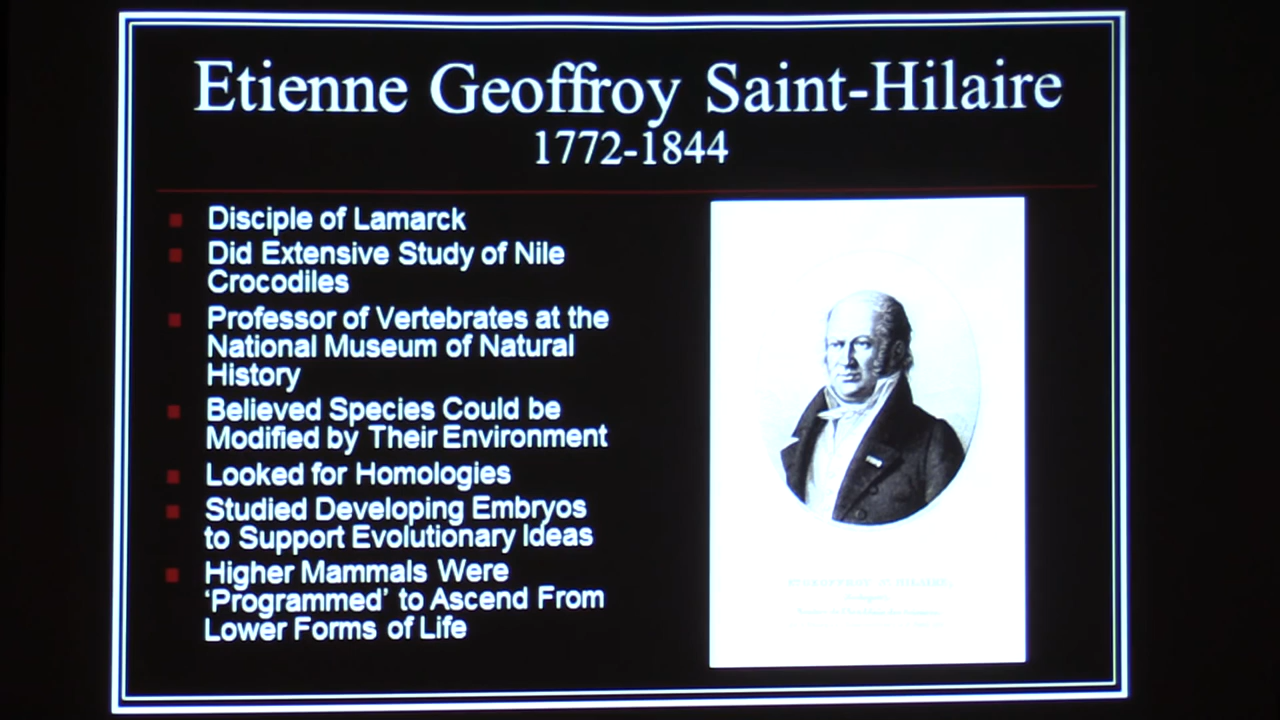 Etienne Geoffroy Saint-Hilaire
1772-1844
Disciple of Lamarck
Did Extensive Study of Nile
Crocodiles
Professor of Vertebrates at the
National Museum of Natural
History
Believed Species Could be
Modified by Their Environment
Looked for Homologies
Studied Developing Embryos
to Support Evolutionary Ideas
Higher Mammals Were
‘Programmed’ to Ascend From
Lower Forms of Life